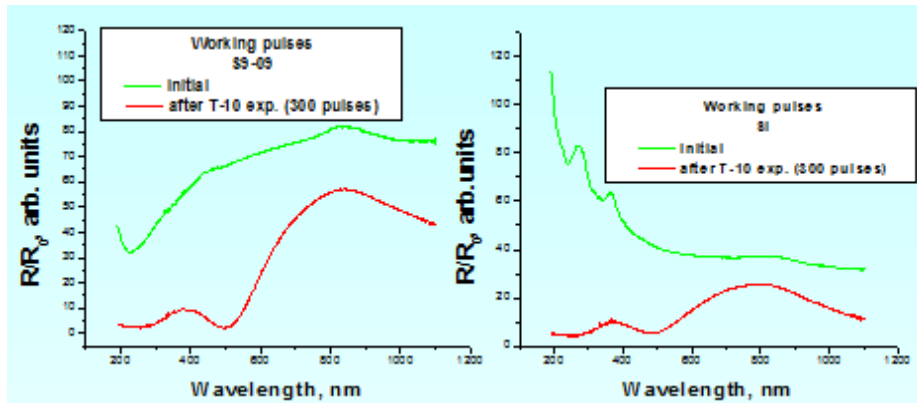 Working pulses
S9-09
initial
after T-10 exp. (300 pulses)
R/R0, arb. units
120
110
100
90
80
70
60
50
40
30
20
10
0
200 400 600 800 1000 1200
Wavelength, nm
Working pulses
Si
initial
after T-10 exp. (300 pulses)
R/R0, arb.units
120
100
80
60
40
20
0
200 400 600 800 1000 1200
Wavelength, nm